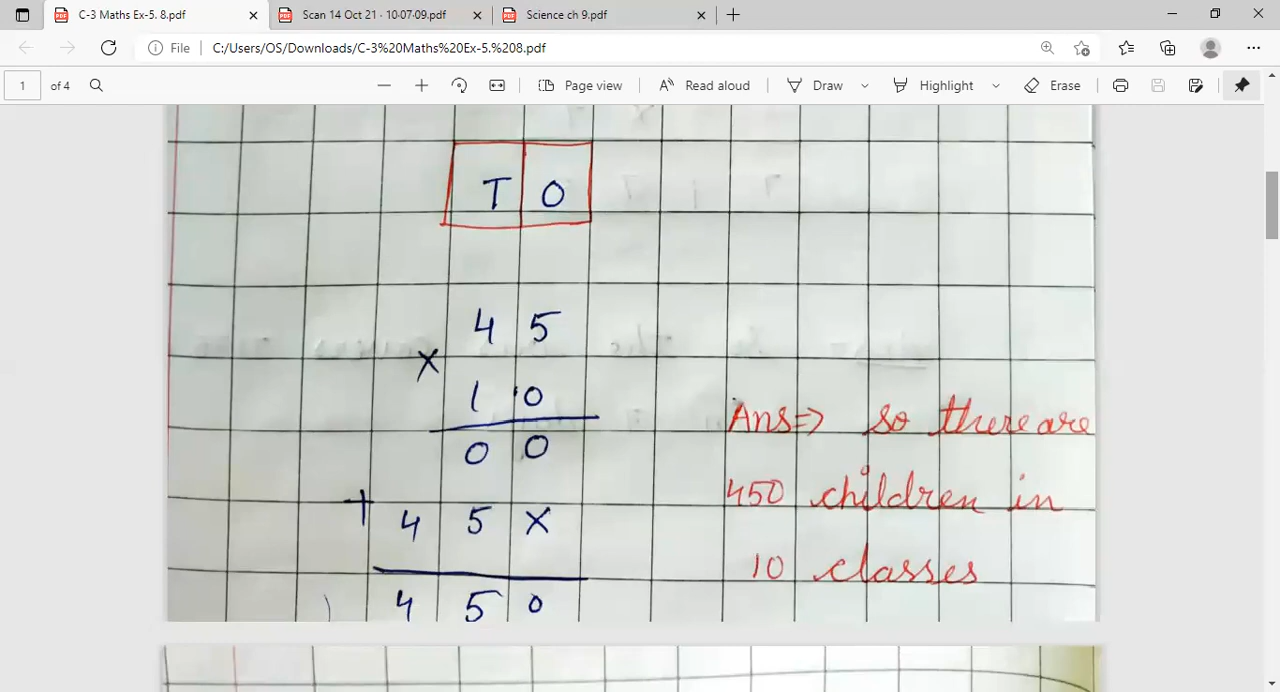 C-3 Maths Ex-5. 8.pdf
Scan 14 Oct 21 - 10-07-09.pdf
Science ch 9.pdf
File
C:/Users/OS/Downloads/C-3%20Maths%20Ex-5.%208.pdf
1 of 4
Page view
Read aloud
Draw
Highlight
Erase
T O
4 5
×
1 0
0 0
+ 4 5 ×
4 5 0
Ans⇒ so there are
450 children in
10 classes